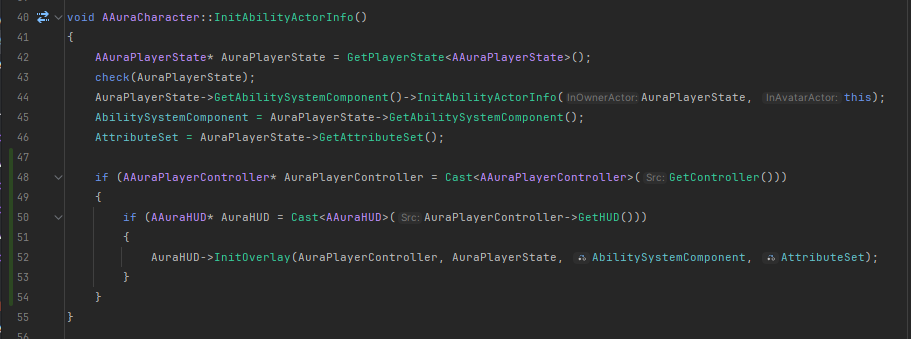 40 void AAuraCharacter::InitAbilityActorInfo()
41 {
42 AAuraPlayerState* AuraPlayerState = GetPlayerState<AAuraPlayerState>();
43 check(AuraPlayerState);
44 AuraPlayerState->GetAbilitySystemComponent()->InitAbilityActorInfo(InOwnerActor:AuraPlayerState, InAvatarActor:this);
45 AbilitySystemComponent = AuraPlayerState->GetAbilitySystemComponent();
46 AttributeSet = AuraPlayerState->GetAttributeSet();
47
48 if (AAuraPlayerController* AuraPlayerController = Cast<AAuraPlayerController>(Src:GetController()))
49 {
50 if (AAuraHUD* AuraHUD = Cast<AAuraHUD>(Src:AuraPlayerController->GetHUD()))
51 {
52 AuraHUD->InitOverlay(AuraPlayerController, AuraPlayerState, AbilitySystemComponent, AttributeSet);
53 }
54 }
55 }
56